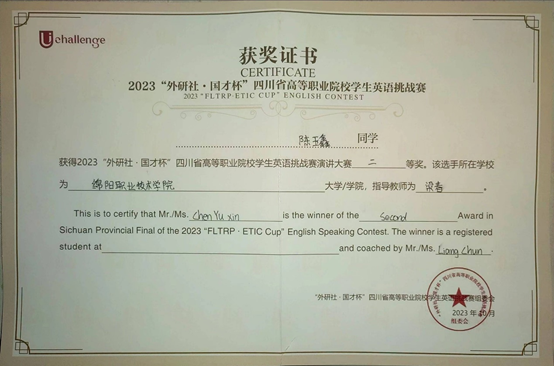 Uchallenge
获奖证书
CERTIFICATE
2023“外研社·国才杯”四川省高等职业院校学生英语挑战赛
2023 “FLTRP·ETIC CUP” ENGLISH CONTEST
陈玉鑫 同学
获得2023“外研社·国才杯”四川省高等职业院校学生英语挑战赛演讲大赛 二 等奖。该选手所在学校
为 绵阳职业技术学院 大学/学院，指导教师为 梁春 。
This is to certify that Mr./Ms. Chen Yu xin is the winner of the Second Award in
Sichuan Provincial Final of the 2023 “FLTRP·ETIC Cup” English Speaking Contest. The winner is a registered
student at and coached by Mr./Ms. Liang Chun .
“外研社·国才杯”四川省高等职业院校学生英语挑战赛组委会
2023 年 10 月
组委会